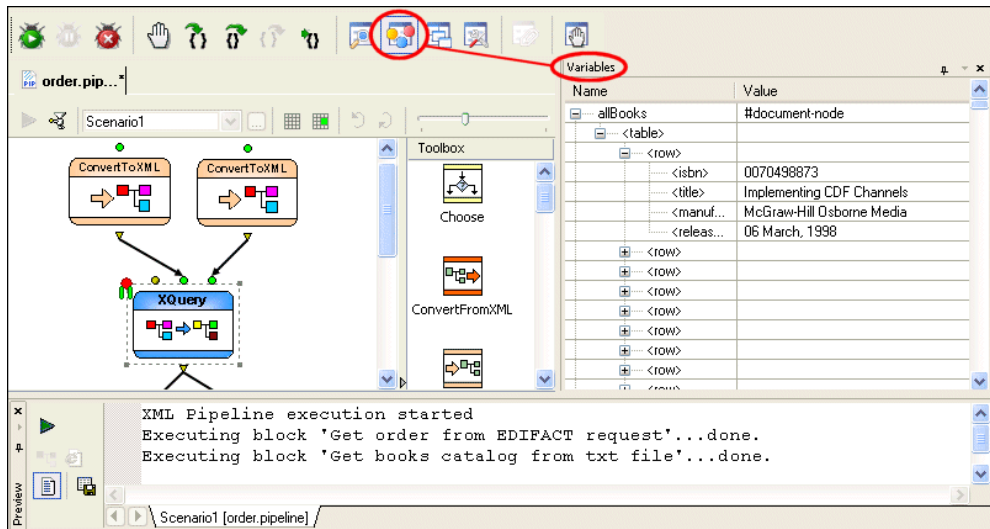 Variables
order.pip...*
Name Value
Scenario1 ...
allBooks #document-node
<table>
<row>
<isbn> 0070498873
<title> Implementing CDF Channels
<manuf... McGraw-Hill Osborne Media
<releas... 06 March, 1998
<row>
<row>
<row>
<row>
<row>
<row>
<row>
<row>
Toolbox
Choose
ConvertFromXML
ConvertToXML ConvertToXML
XQuery
XML Pipeline execution started
Executing block 'Get order from EDIFACT request'...done.
Executing block 'Get books catalog from txt file'...done.
Preview
Scenario1 [order.pipeline]